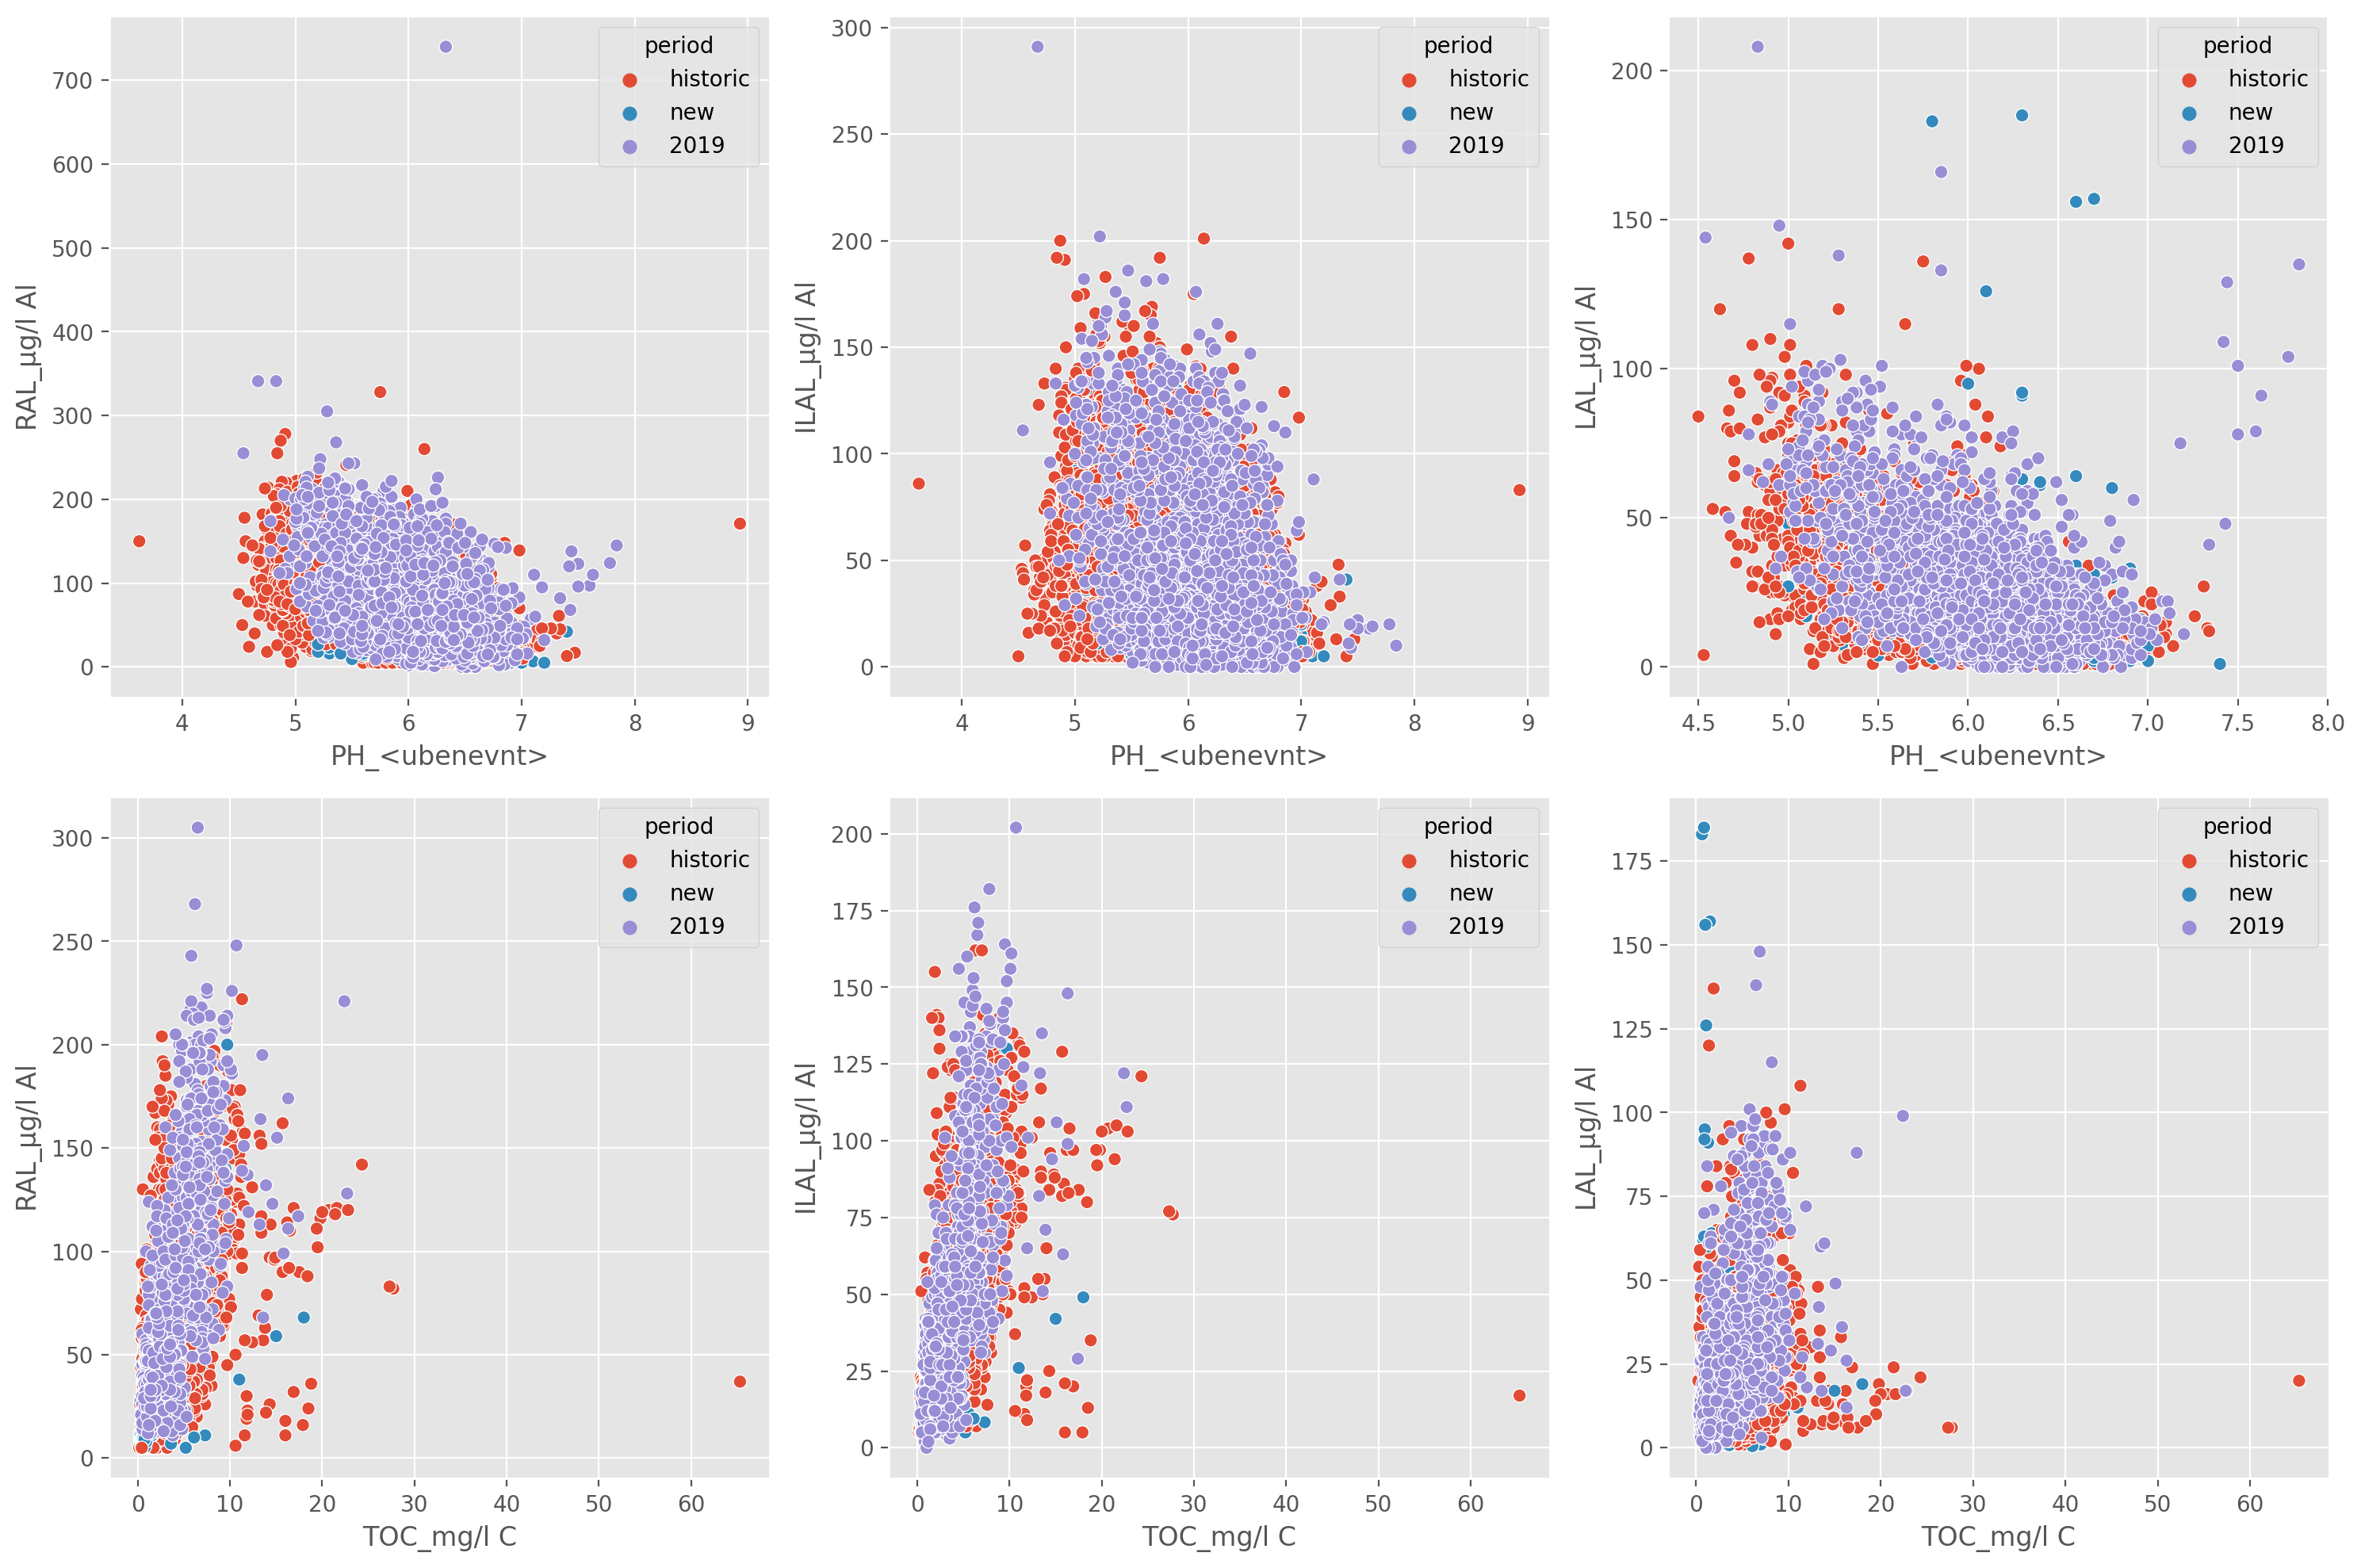 RAL_µg/l Al
700
600
500
400
300
200
100
0
4 5 6 7 8 9
PH_<ubenevnt>
period
historic
new
2019
ILAL_µg/l Al
300
250
200
150
100
50
0
4 5 6 7 8 9
PH_<ubenevnt>
period
historic
new
2019
LAL_µg/l Al
200
150
100
50
0
4.5 5.0 5.5 6.0 6.5 7.0 7.5 8.0
PH_<ubenevnt>
period
historic
new
2019
RAL_µg/l Al
300
250
200
150
100
50
0
0 10 20 30 40 50 60
TOC_mg/l C
period
historic
new
2019
ILAL_µg/l Al
200
175
150
125
100
75
50
25
0
0 10 20 30 40 50 60
TOC_mg/l C
period
historic
new
2019
LAL_µg/l Al
175
150
125
100
75
50
25
0
0 10 20 30 40 50 60
TOC_mg/l C
period
historic
new
2019